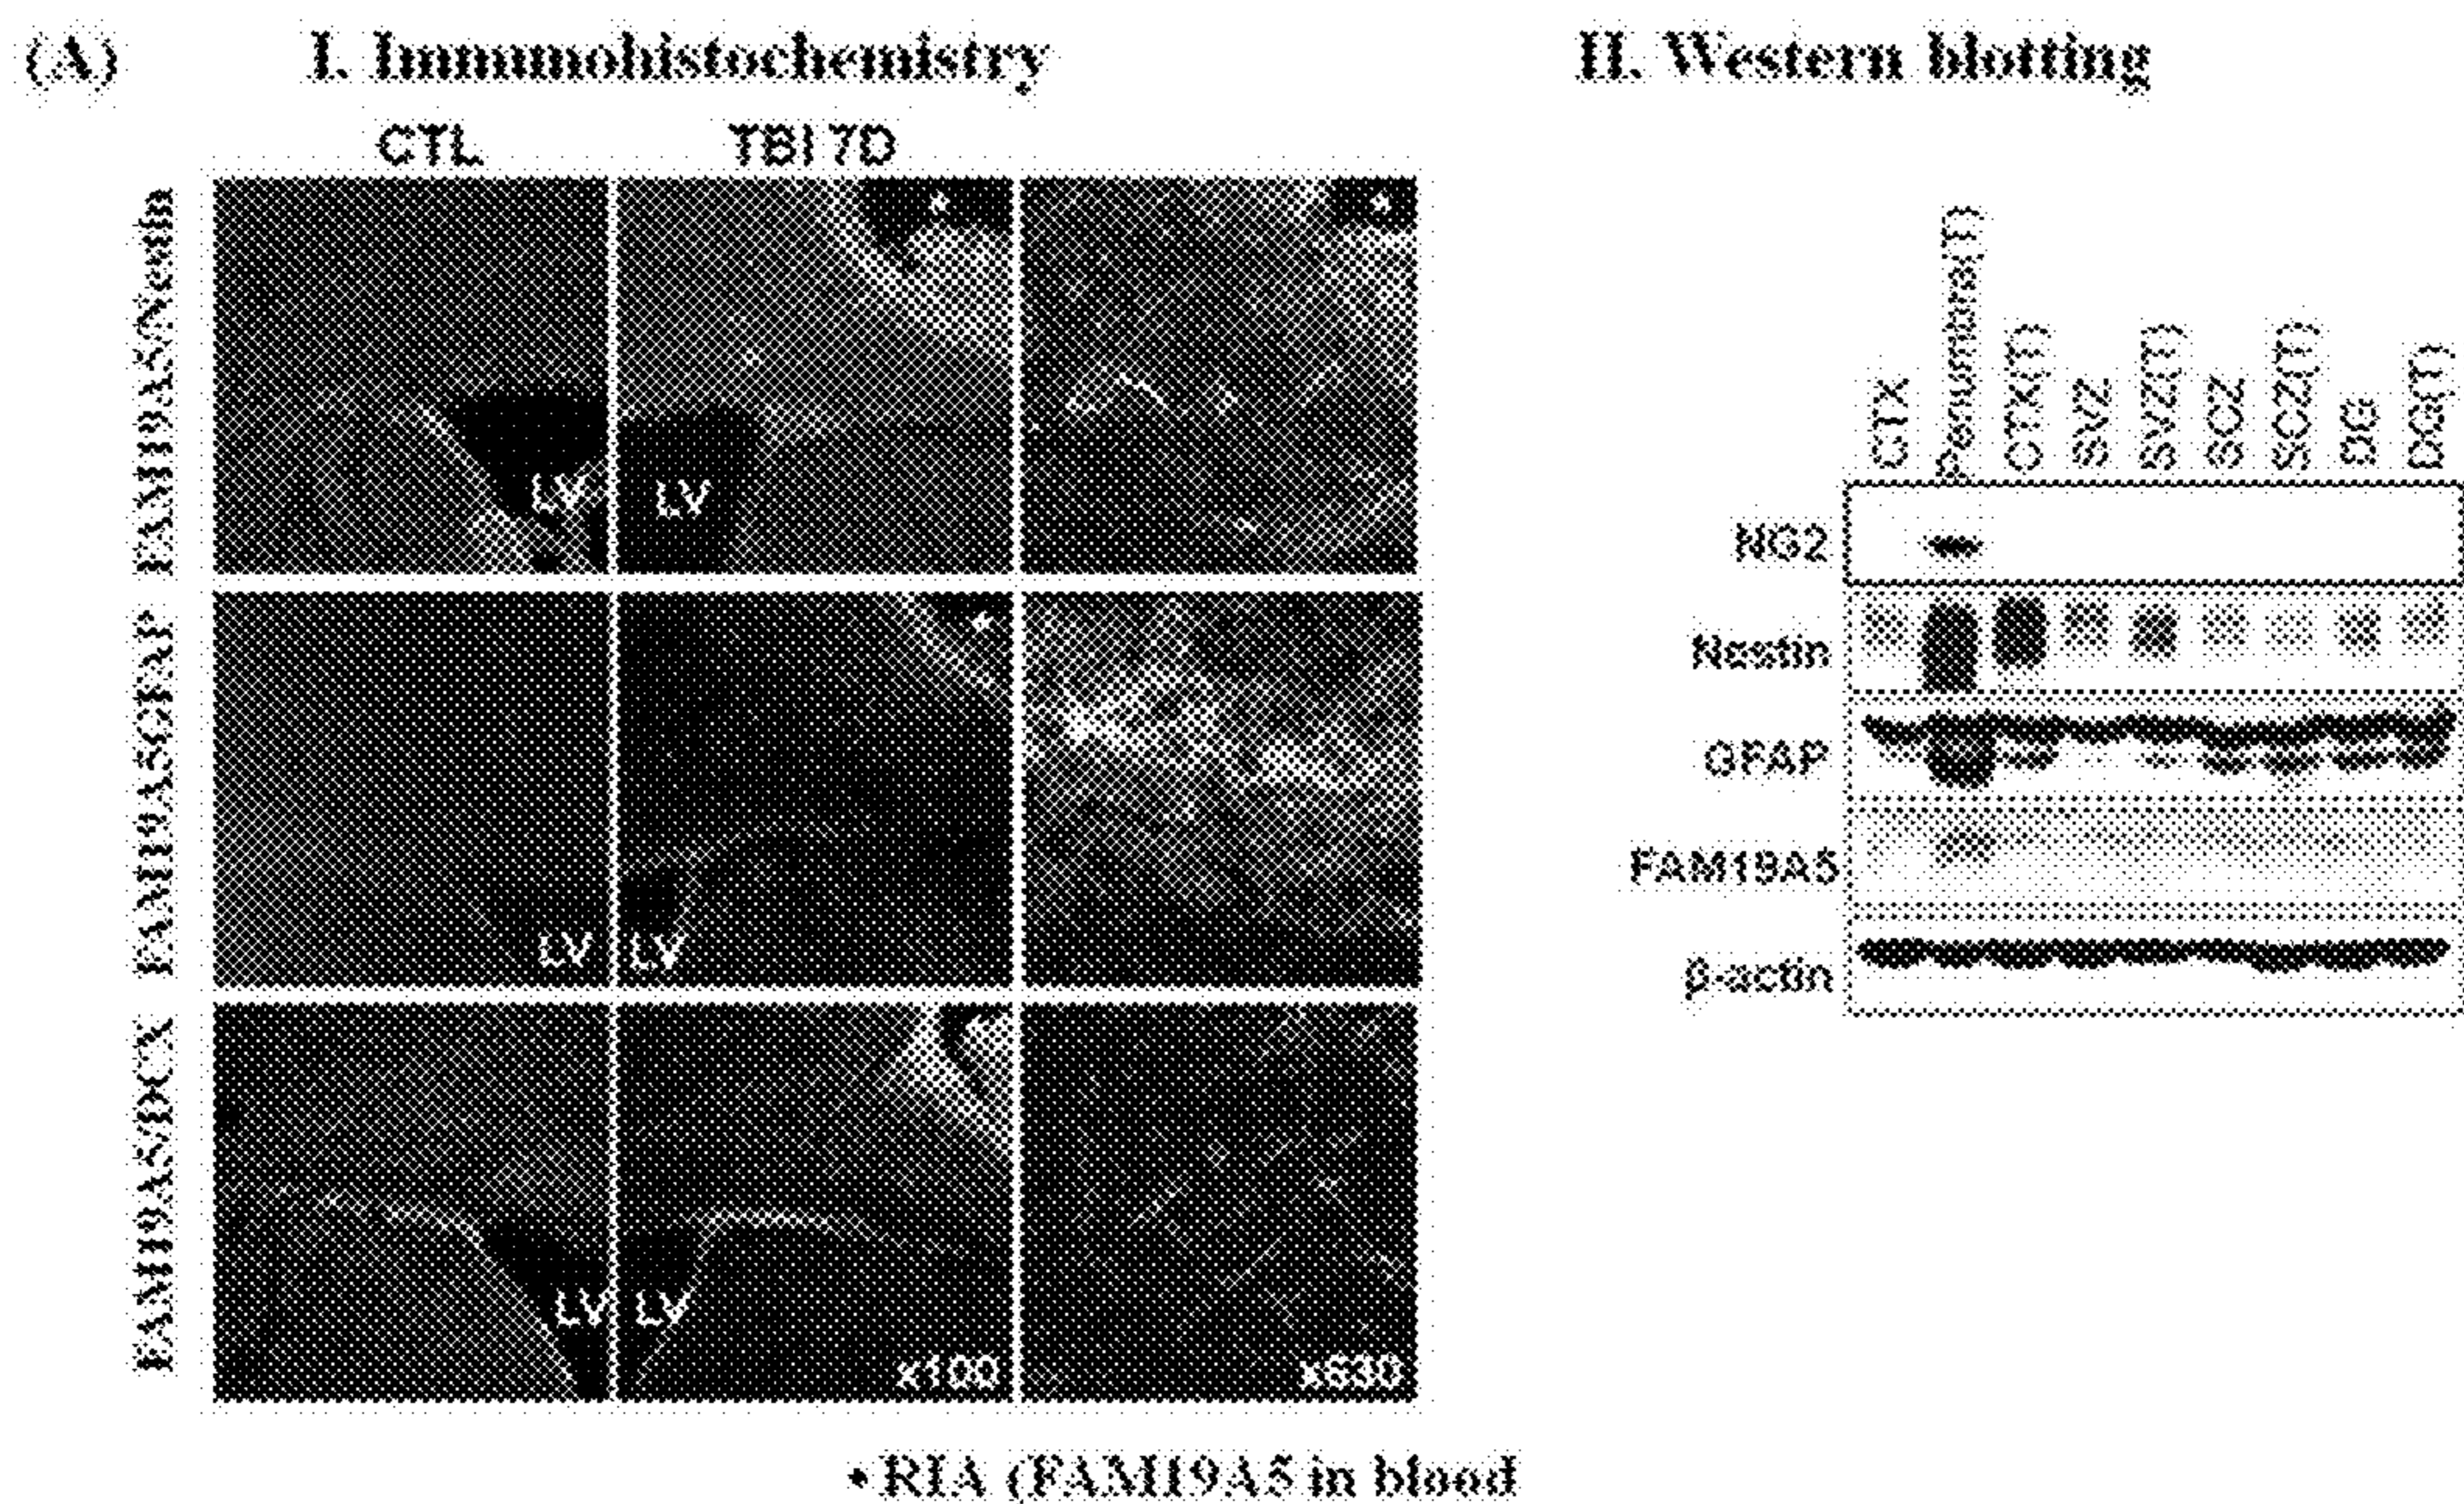 (A) I. Immunohistochemistry II. Western blotting
CTL TBI 7D
FAM19A5/Nestin
LV LV
FAM19A5/GFAP
LV LV
FAM19A5/DCX
LV LV
x100 x630
• RIA (FAM19A5 in blood
CTX Penumbra(T) CTX(T) SVZ SVZ(T) SCZ SCZ(T) DG DG(T)
NG2
Nestin
GFAP
FAM19A5
β-actin